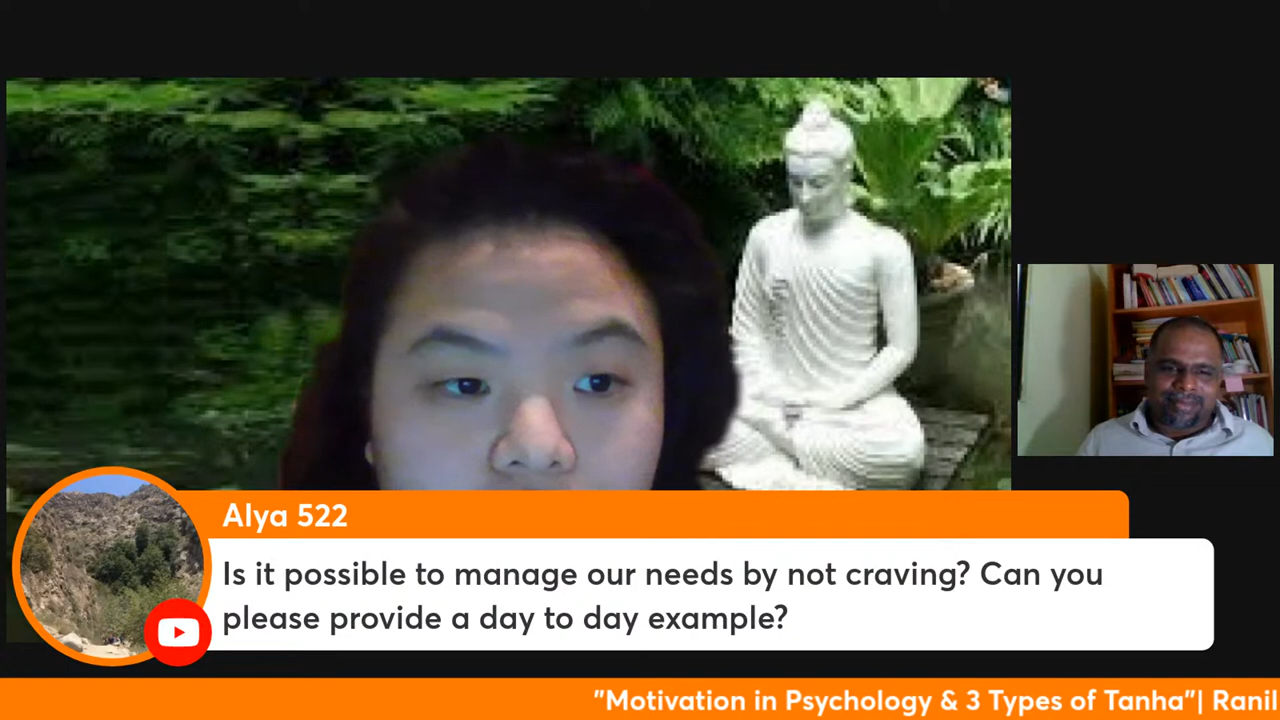 Alya 522
Is it possible to manage our needs by not craving? Can you
please provide a day to day example?
"Motivation in Psychology & 3 Types of Tanha"| Ranil